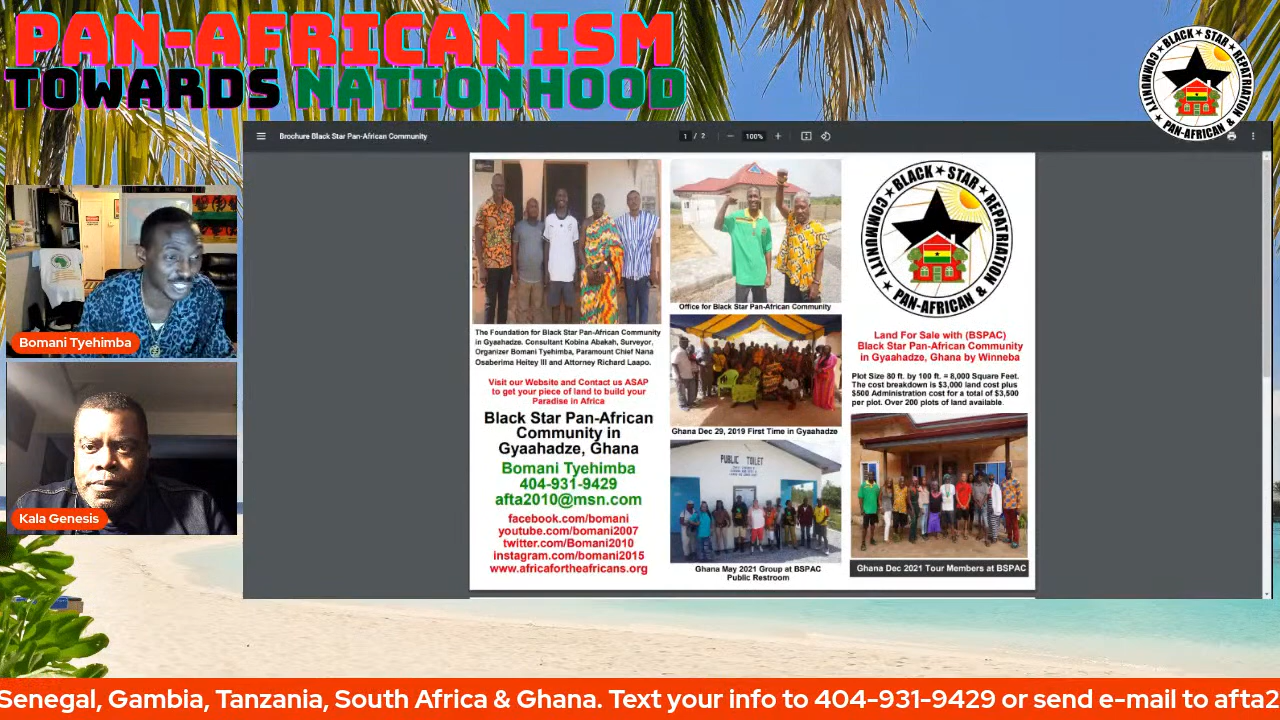 PAN-AFRICANISM
TOWARDS NATIONHOOD
BLACK ★ STAR
REPATRIATION
PAN-AFRICAN &
COMMUNITY
Brochure Black Star Pan-African Community
1 / 2
100%
The Foundation for Black Star Pan-African Community
in Gyaahadze. Consultant Kobina Abakah, Surveyor,
Organizer Bomani Tyehimba, Paramount Chief Nana
Osaberima Heitey III and Attorney Richard Laapo.
Visit our Website and Contact us ASAP
to get your piece of land to build your
Paradise in Africa
Black Star Pan-African
Community in
Gyaahadze, Ghana
Bomani Tyehimba
404-931-9429
afta2010@msn.com
facebook.com/bomani
youtube.com/bomani2007
twitter.com/Bomani2010
instagram.com/bomani2015
www.africafortheafricans.org
Office for Black Star Pan-African Community
Ghana Dec 29, 2019 First Time in Gyaahadze
PUBLIC TOILET
Ghana May 2021 Group at BSPAC
Public Restroom
BLACK ★ STAR
REPATRIATION
PAN-AFRICAN &
COMMUNITY
Land For Sale with (BSPAC)
Black Star Pan-African Community
in Gyaahadze, Ghana by Winneba
Plot Size 80 ft. by 100 ft. = 8,000 Square Feet.
The cost breakdown is $3,000 land cost plus
$500 Administration cost for a total of $3,500
per plot. Over 200 plots of land available.
Ghana Dec 2021 Tour Members at BSPAC
Bomani Tyehimba
Kala Genesis
Senegal, Gambia, Tanzania, South Africa & Ghana. Text your info to 404-931-9429 or send e-mail to afta2